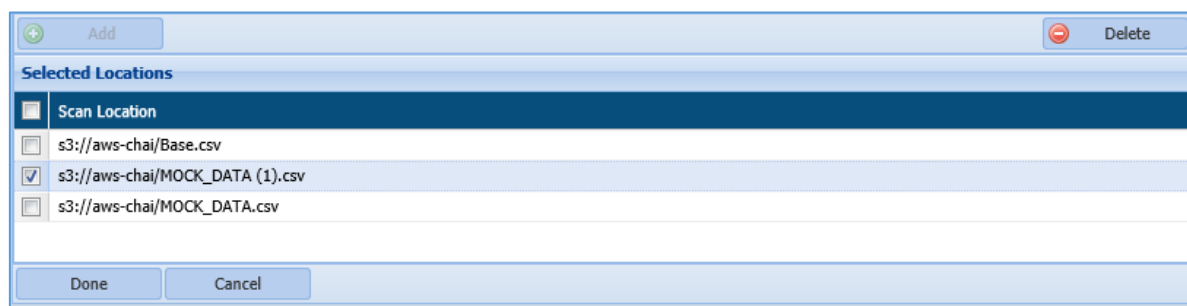 Add Delete
Selected Locations
Scan Location
s3://aws-chai/Base.csv
s3://aws-chai/MOCK_DATA (1).csv
s3://aws-chai/MOCK_DATA.csv
Done Cancel